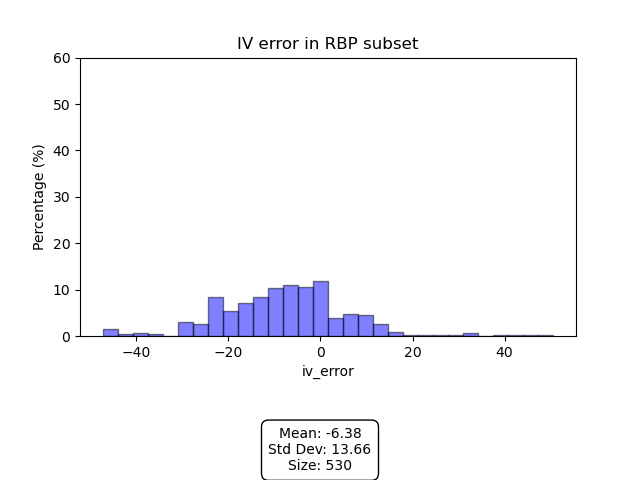 IV error in RBP subset
60
50
40
30
20
10
0
Percentage (%)
−40 −20 0 20 40
iv_error
Mean: -6.38
Std Dev: 13.66
Size: 530